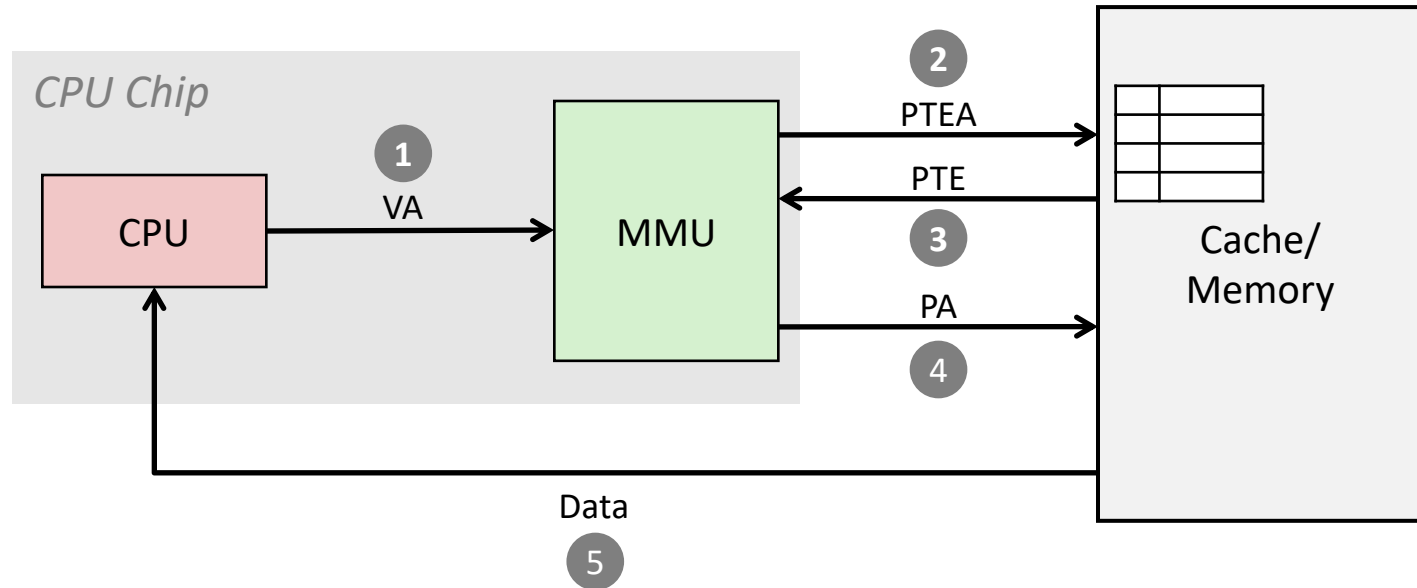 CPU Chip
2
PTEA
1
VA
CPU
MMU
PTE
3
Cache/
Memory
PA
4
Data
5